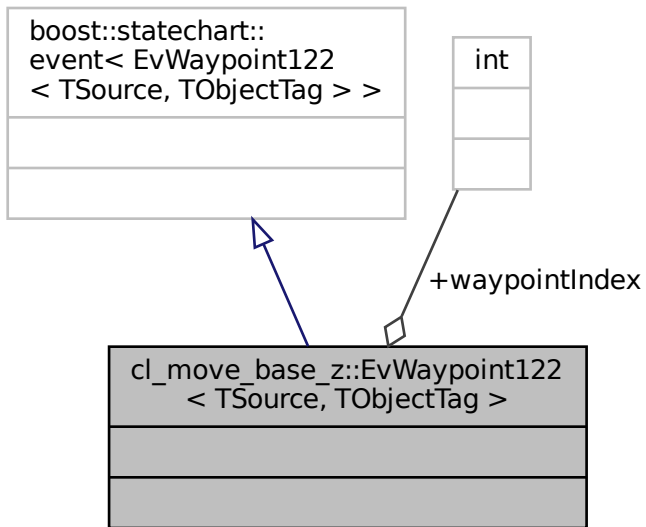 boost::statechart::
event< EvWaypoint122
< TSource, TObjectTag > >
int
+waypointIndex
cl_move_base_z::EvWaypoint122
< TSource, TObjectTag >